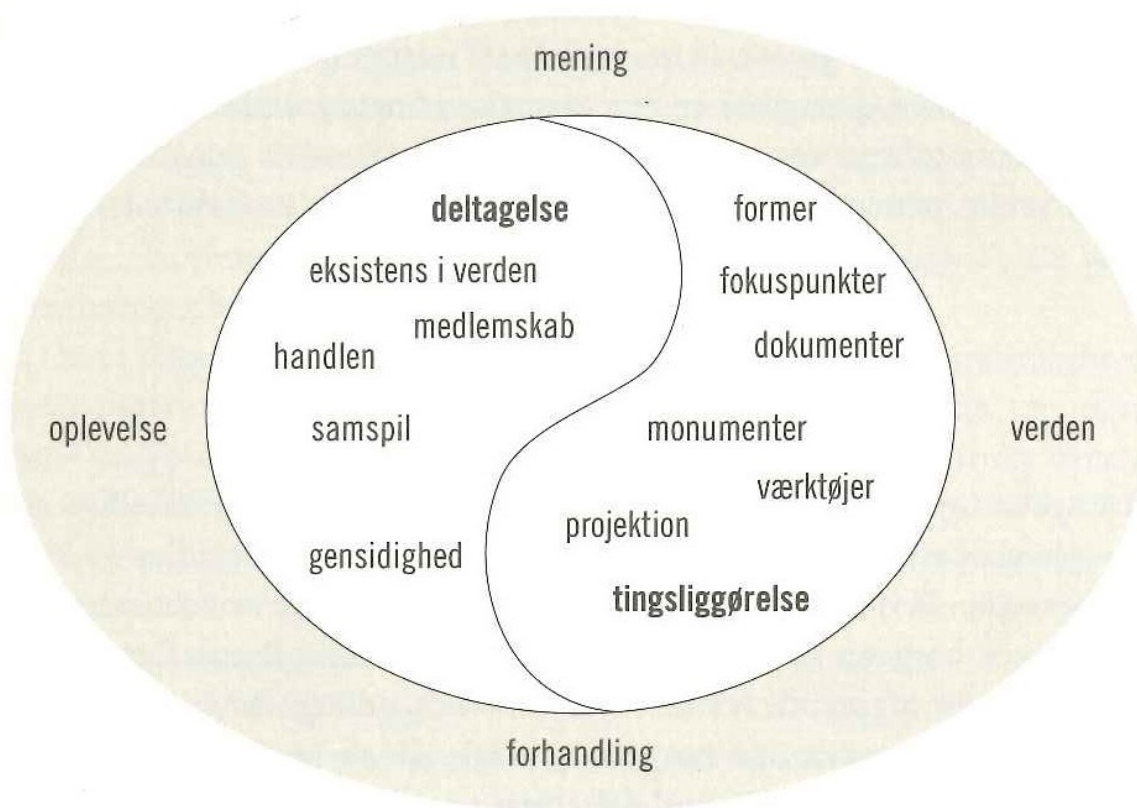 mening
deltagelse
former
eksistens i verden
fokuspunkter
medlemskab
handlen
dokumenter
oplevelse
samspil
monumenter
verden
værktøjer
projektion
gensidighed
tingsliggørelse
forhandling